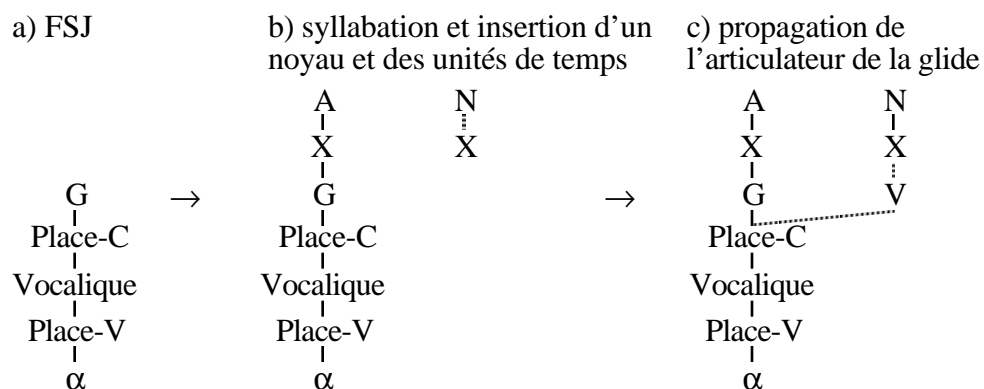 a) FSJ b) syllabation et insertion d’un c) propagation de
noyau et des unités de temps l’articulateur de la glide
A N A N
X X X X
G → G → G V
Place-C Place-C Place-C
Vocalique Vocalique Vocalique
Place-V Place-V Place-V
α α α